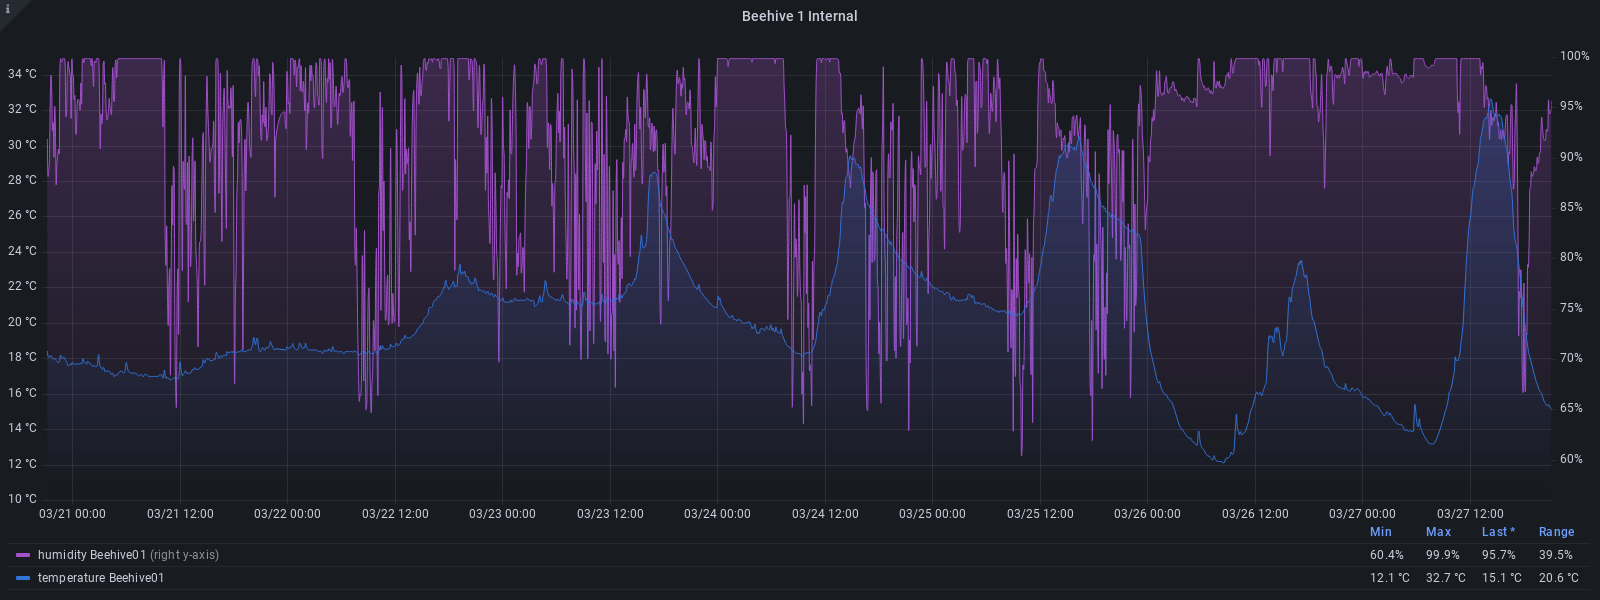 i
Beehive 1 Internal
34 °C
32 °C
30 °C
28 °C
26 °C
24 °C
22 °C
20 °C
18 °C
16 °C
14 °C
12 °C
10 °C
100%
95%
90%
85%
80%
75%
70%
65%
60%
03/21 00:00 03/21 12:00 03/22 00:00 03/22 12:00 03/23 00:00 03/23 12:00 03/24 00:00 03/24 12:00 03/25 00:00 03/25 12:00 03/26 00:00 03/26 12:00 03/27 00:00 03/27 12:00
Min Max Last * Range
humidity Beehive01 (right y-axis) 60.4% 99.9% 95.7% 39.5%
temperature Beehive01 12.1 °C 32.7 °C 15.1 °C 20.6 °C